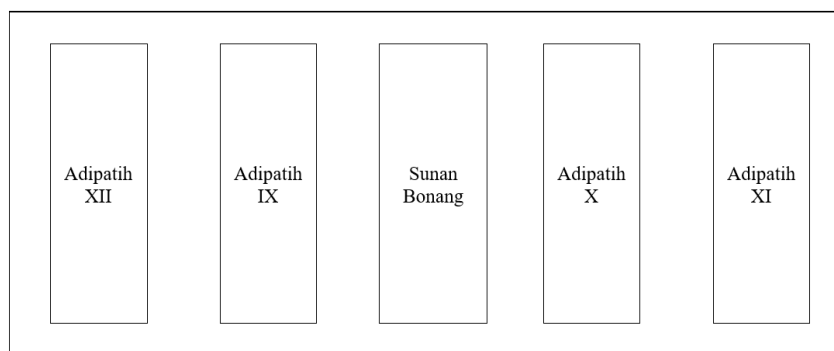 Adipatih
XII
Adipatih
IX
Sunan
Bonang
Adipatih
X
Adipatih
XI